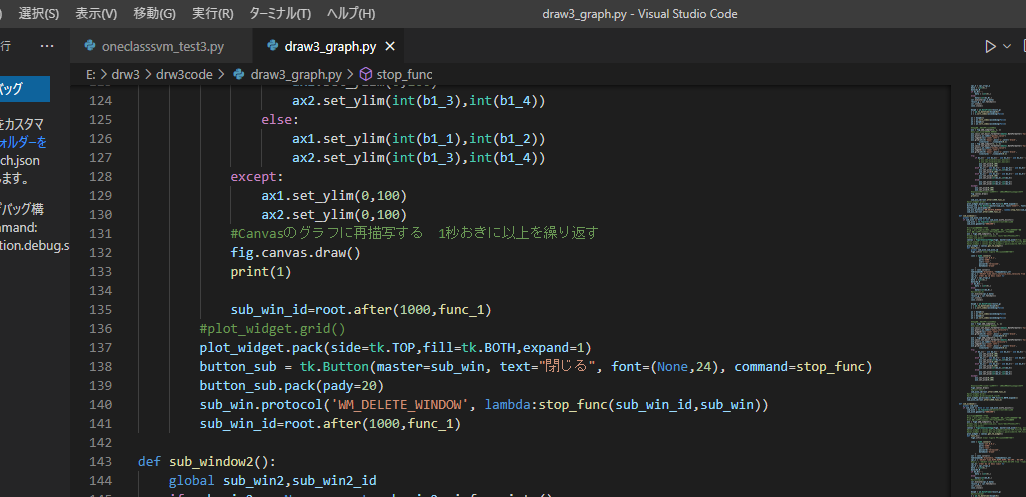 選択(S) 表示(V) 移動(G) 実行(R) ターミナル(T) ヘルプ(H) draw3_graph.py - Visual Studio Code
行 ··· oneclasssvm_test3.py draw3_graph.py ×
E: > drw3 > drw3code > draw3_graph.py > stop_func
バッグ
をカスタマ
ォルダーを
ch.json
します。
バッグ構
mmand:
tion.debug.s
124 ax2.set_ylim(int(b1_3),int(b1_4))
125 else:
126 ax1.set_ylim(int(b1_1),int(b1_2))
127 ax2.set_ylim(int(b1_3),int(b1_4))
128 except:
129 ax1.set_ylim(0,100)
130 ax2.set_ylim(0,100)
131 #Canvasのグラフに再描写する 1秒おきに以上を繰り返す
132 fig.canvas.draw()
133 print(1)
134
135 sub_win_id=root.after(1000,func_1)
136 #plot_widget.grid()
137 plot_widget.pack(side=tk.TOP,fill=tk.BOTH,expand=1)
138 button_sub = tk.Button(master=sub_win, text="閉じる", font=(None,24), command=stop_func)
139 button_sub.pack(pady=20)
140 sub_win.protocol('WM_DELETE_WINDOW', lambda:stop_func(sub_win_id,sub_win))
141 sub_win_id=root.after(1000,func_1)
142
143 def sub_window2():
144 global sub_win2,sub_win2_id